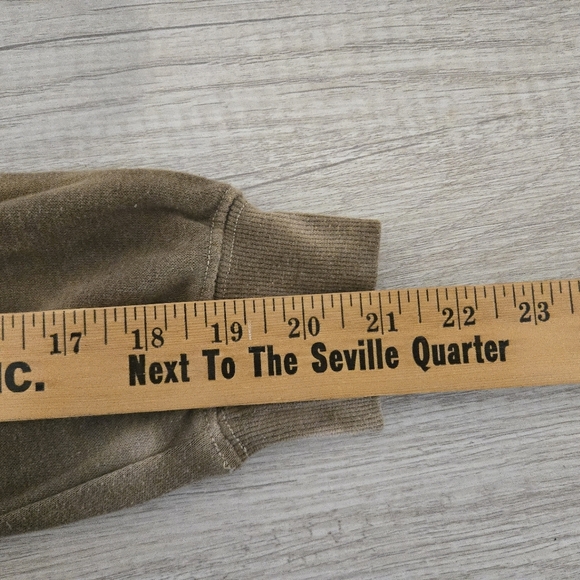 17 18 19 20 21 22 23
NC. Next To The Seville Quarter